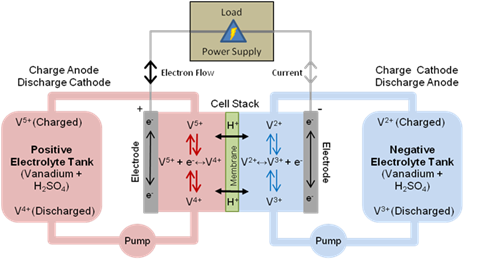 Load
Power Supply
Charge Anode
Discharge Cathode
Electron Flow
Current
Charge Cathode
Discharge Anode
+
Cell Stack
-
V⁵⁺ (Charged)
Positive
Electrolyte Tank
(Vanadium +
H₂SO₄)
V⁴⁺ (Discharged)
e⁻
Electrode
e⁻
V⁵⁺
V⁵⁺ + e⁻↔V⁴⁺
V⁴⁺
H⁺
Membrane
H⁺
V²⁺
V²⁺↔V³⁺ + e⁻
V³⁺
e⁻
Electrode
e⁻
V²⁺ (Charged)
Negative
Electrolyte Tank
(Vanadium +
H₂SO₄)
V³⁺ (Discharged)
Pump
Pump